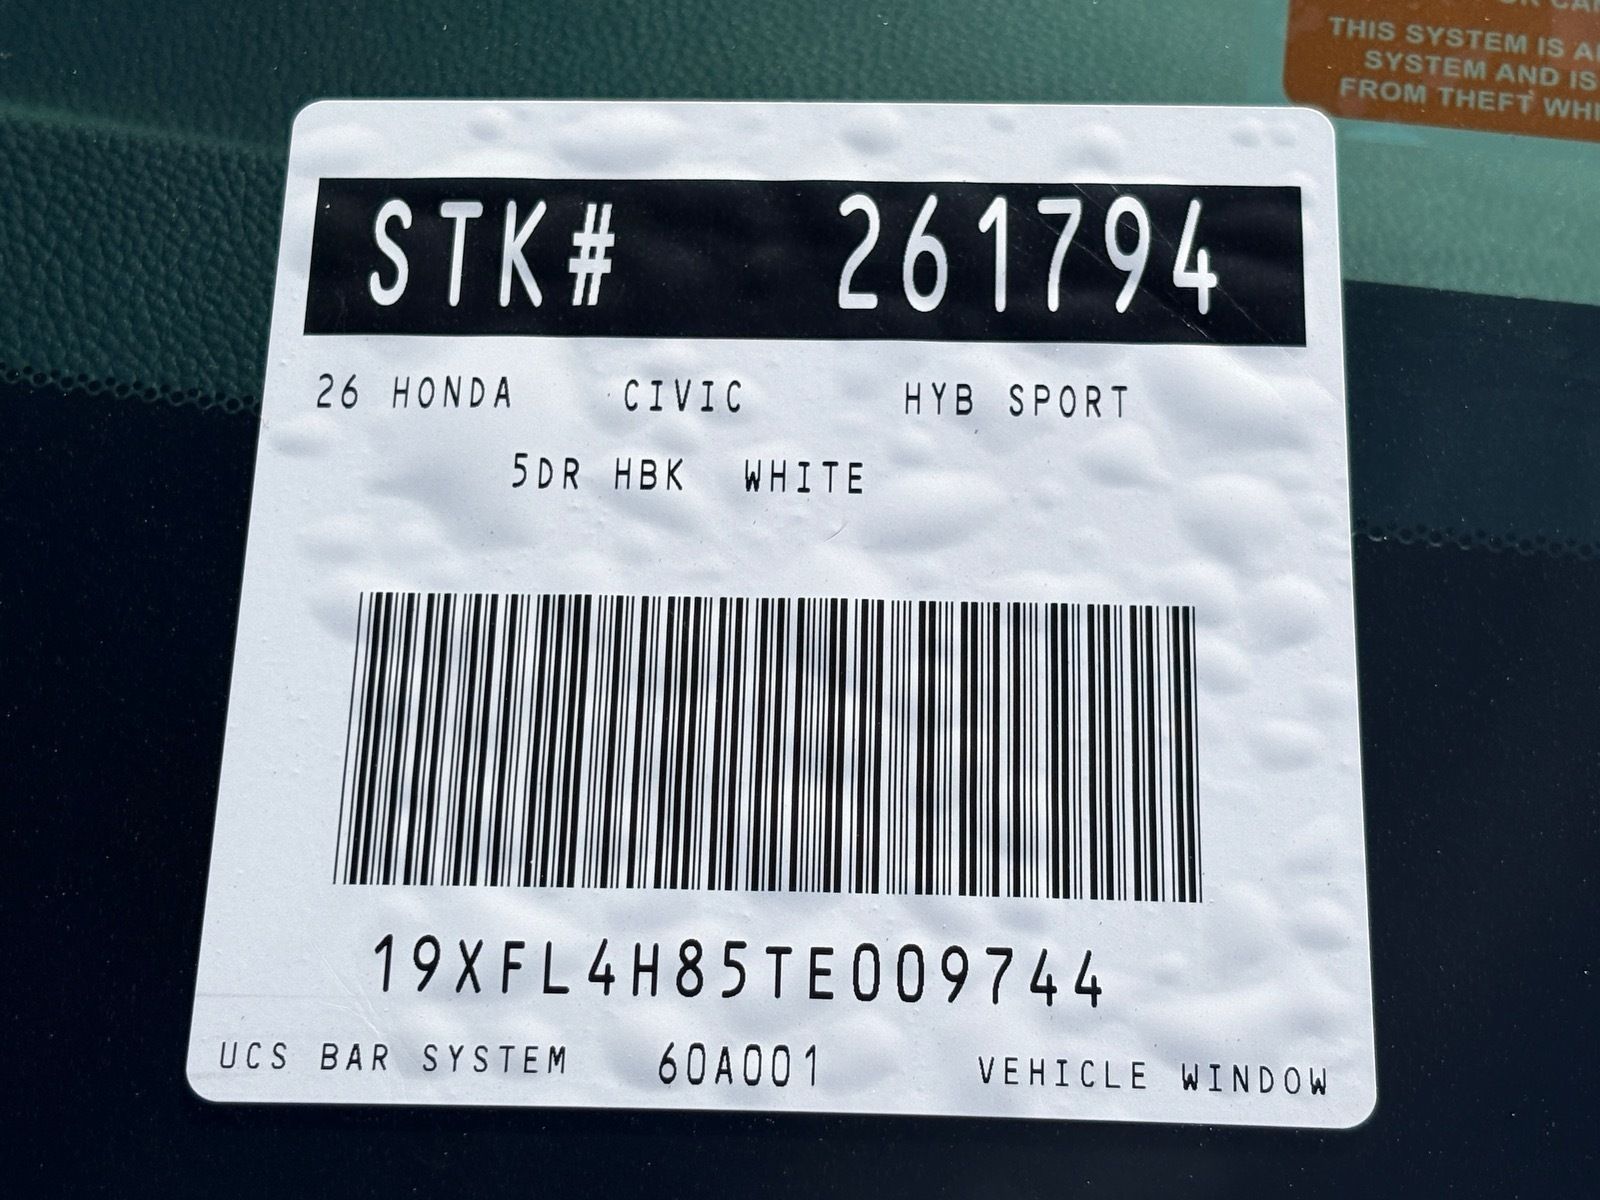 THIS SYSTEM IS
SYSTEM AND IS
FROM THEFT
STK# 261794
26 HONDA CIVIC HYB SPORT
5DR HBK WHITE
19XFL4H85TE009744
UCS BAR SYSTEM 60A001 VEHICLE WINDOW